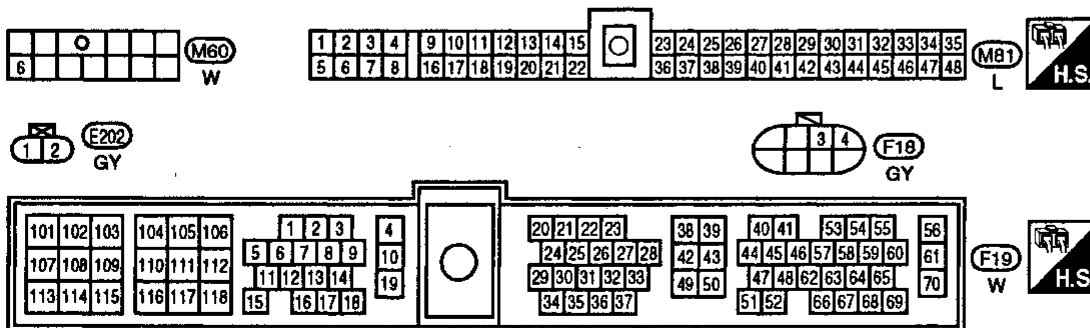 1 2 3 4 9 10 11 12 13 14 15 23 24 25 26 27 28 29 30 31 32 33 34 35
M60
6 5 6 7 8 16 17 18 19 20 21 22 36 37 38 39 40 41 42 43 44 45 46 47 48
M81
W
L
H.S.
1 2
E202
GY
3 4
F18
GY
101 102 103 104 105 106 1 2 3 4 20 21 22 23 38 39 40 41 53 54 55 56
107 108 109 110 111 112 5 6 7 8 9 10 24 25 26 27 28 42 43 44 45 46 57 58 59 60 61
113 114 115 116 117 118 11 12 13 14 19 29 30 31 32 33 49 50 47 48 62 63 64 65 70
15 16 17 18 34 35 36 37 51 52 66 67 68 69
F19
W
H.S.